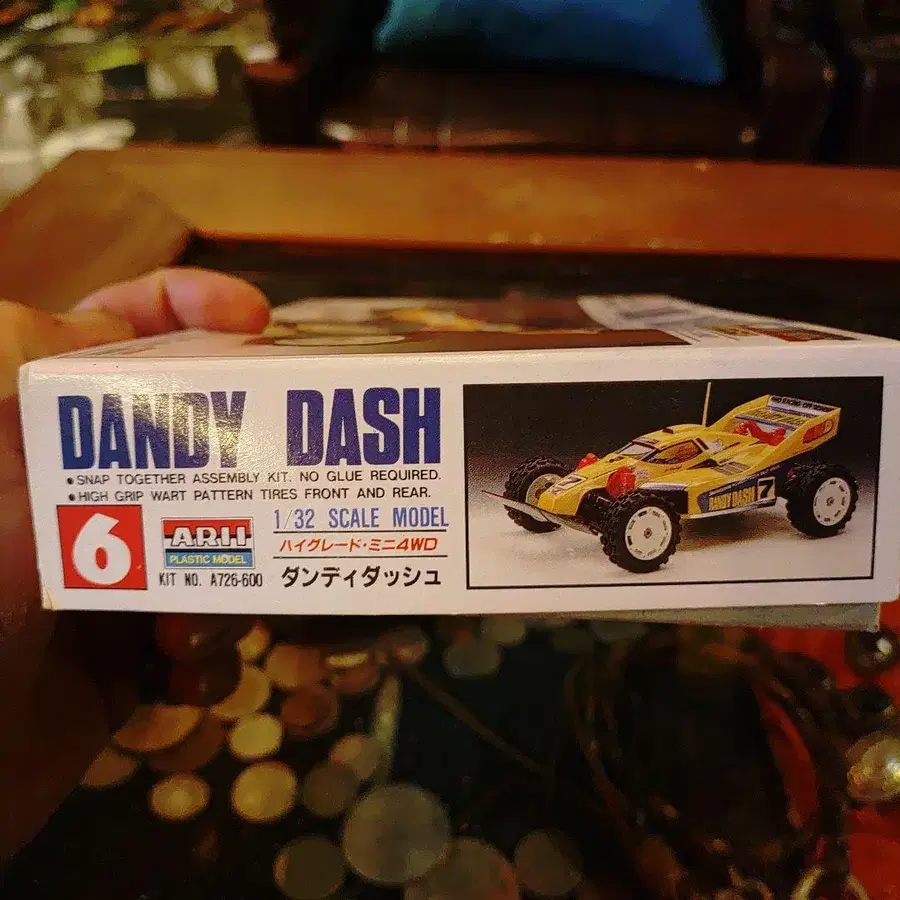 DANDY DASH
• SNAP TOGETHER ASSEMBLY KIT. NO GLUE REQUIRED.
• HIGH GRIP WART PATTERN TIRES FRONT AND REAR.
6
ARII
PLASTIC MODEL
KIT NO. A726-600
1/32 SCALE MODEL
ハイグレード・ミニ4WD
ダンディダッシュ
DANDY DASH 7
7